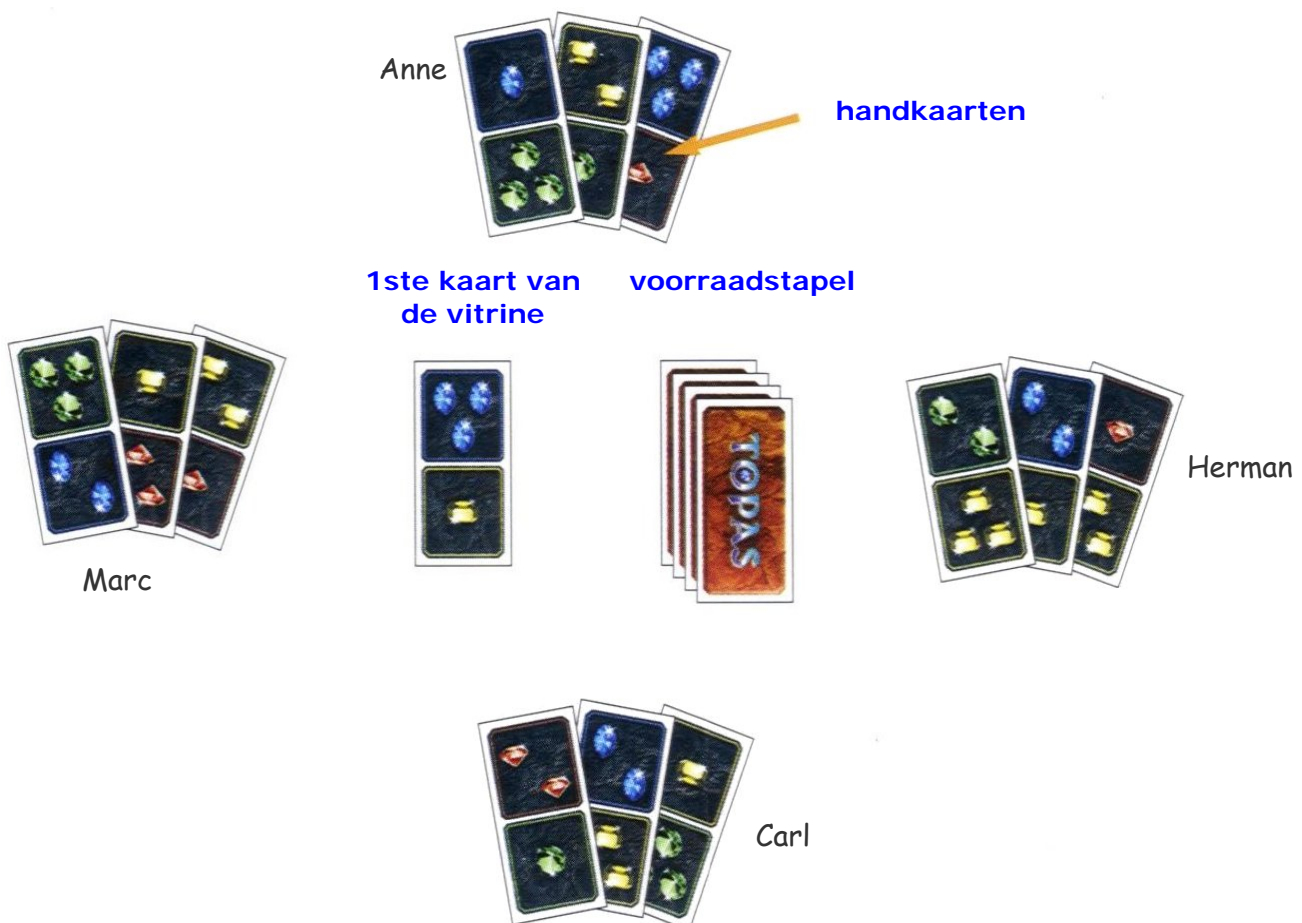 Anne
handkaarten
1ste kaart van
de vitrine
voorraadstapel
TOPAS
Herman
Marc
Carl